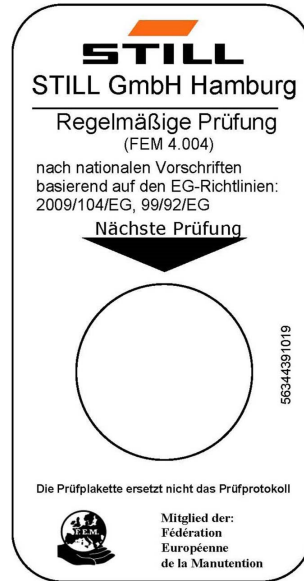 STILL
STILL GmbH Hamburg
Regelmäßige Prüfung
(FEM 4.004)
nach nationalen Vorschriften
basierend auf den EG-Richtlinien:
2009/104/EG, 99/92/EG
Nächste Prüfung
56344391019
Die Prüfplakette ersetzt nicht das Prüfprotokoll
F.E.M.
Mitglied der:
Fédération
Européenne
de la Manutention